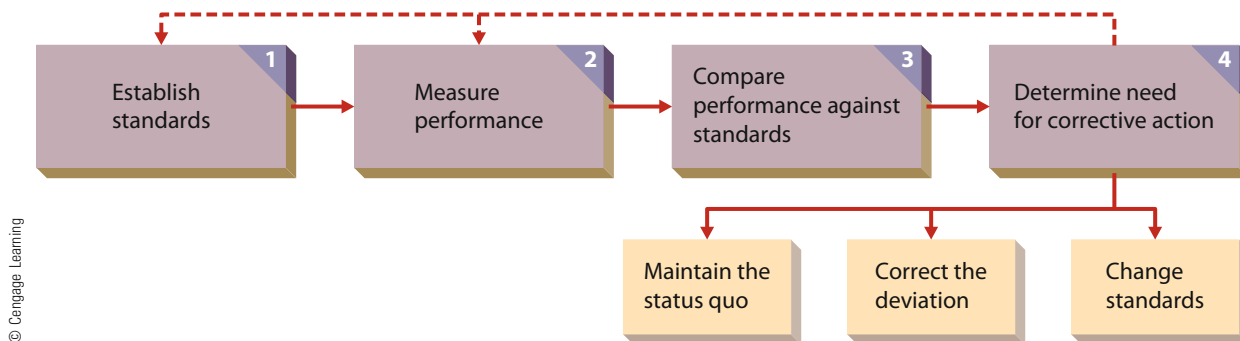 1
Establish
standards
2
Measure
performance
3
Compare
performance against
standards
4
Determine need
for corrective action
Maintain the
status quo
Correct the
deviation
Change
standards
© Cengage Learning